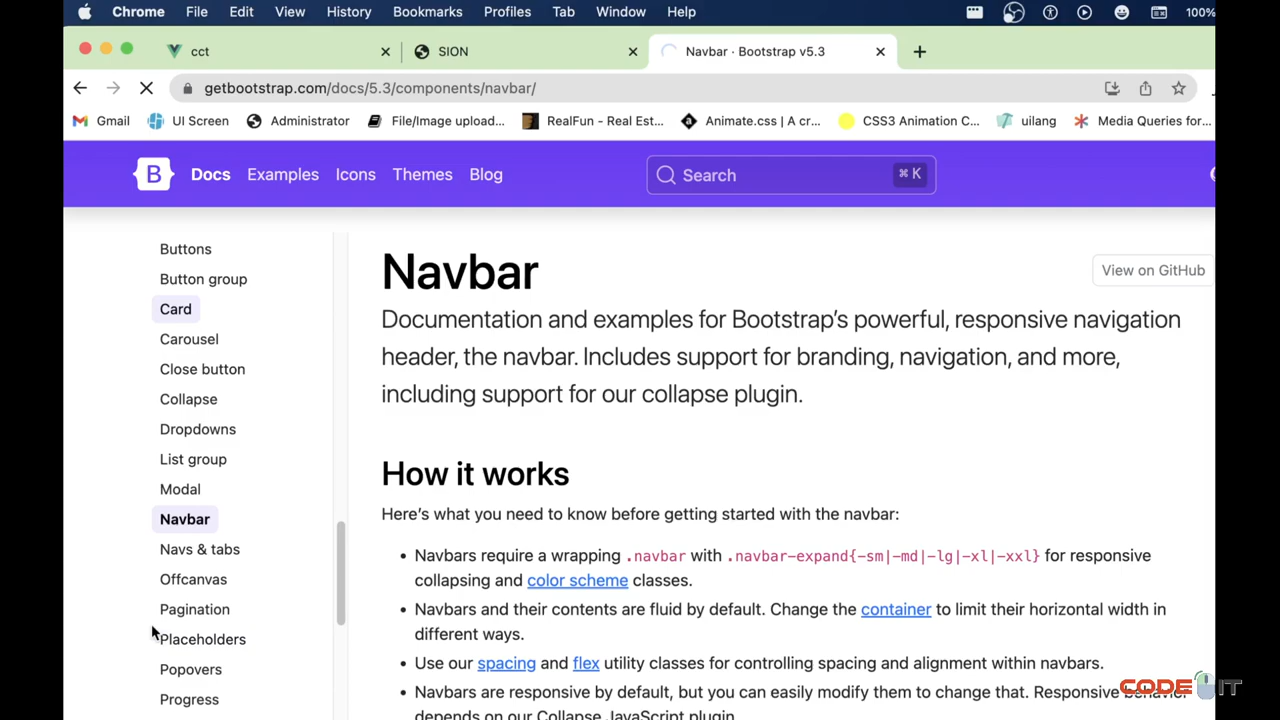 Chrome File Edit View History Bookmarks Profiles Tab Window Help 100%
cct SION Navbar · Bootstrap v5.3
getbootstrap.com/docs/5.3/components/navbar/
Gmail UI Screen Administrator File/Image upload... RealFun - Real Est... Animate.css | A cr... CSS3 Animation C... uilang Media Queries for...
B Docs Examples Icons Themes Blog Search ⌘ K
Buttons
Button group
Card
Carousel
Close button
Collapse
Dropdowns
List group
Modal
Navbar
Navs & tabs
Offcanvas
Pagination
Placeholders
Popovers
Progress
Navbar
View on GitHub
Documentation and examples for Bootstrap's powerful, responsive navigation
header, the navbar. Includes support for branding, navigation, and more,
including support for our collapse plugin.
How it works
Here's what you need to know before getting started with the navbar:
• Navbars require a wrapping .navbar with .navbar-expand{-sm|-md|-lg|-xl|-xxl} for responsive
collapsing and color scheme classes.
• Navbars and their contents are fluid by default. Change the container to limit their horizontal width in
different ways.
• Use our spacing and flex utility classes for controlling spacing and alignment within navbars.
• Navbars are responsive by default, but you can easily modify them to change that. Responsive behavior
depends on our Collapse JavaScript plugin.
CODE IT